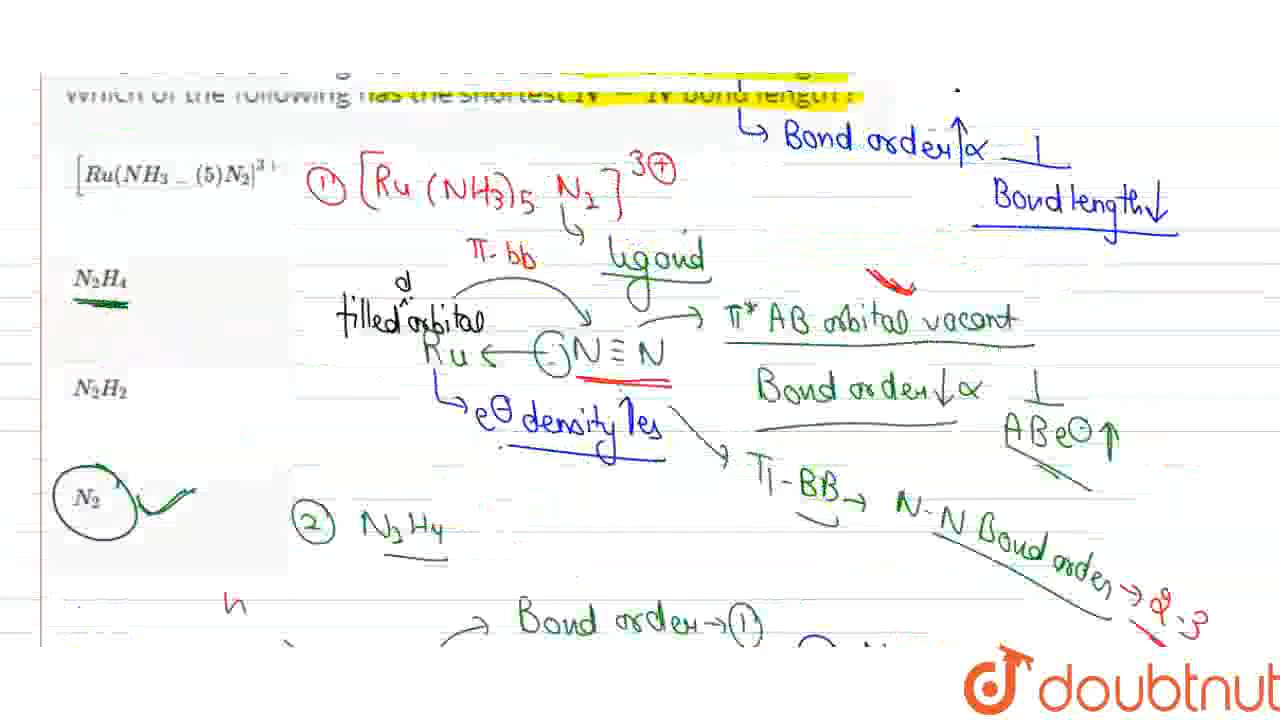 Which of the following has the shortest N – N bond length?
↳ Bond order↑ ∝ 1
Bond length↓
[Ru(NH3 _ (5)N2]3+
① [Ru (NH3)5 N2]3⊕
↳ ligand
π-bb
d
filled orbital
N2H4
Ru ← N≡N
→ π* AB orbital vacant
Bond order↓ ∝ 1
ABe⊖↑
N2H2
↳ e⊖ density↑es
π-BB → N-N Bond order →
N2
② N2H4
→ Bond order → ①
doubtnut